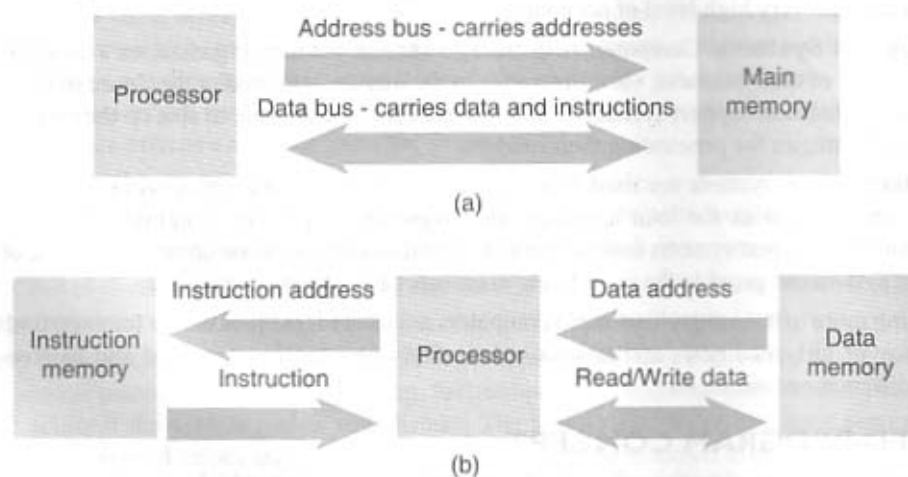 Address bus - carries addresses
Processor
Main
memory
Data bus - carries data and instructions
(a)
Instruction address
Data address
Instruction
memory
Processor
Data
memory
Instruction
Read/Write data
(b)